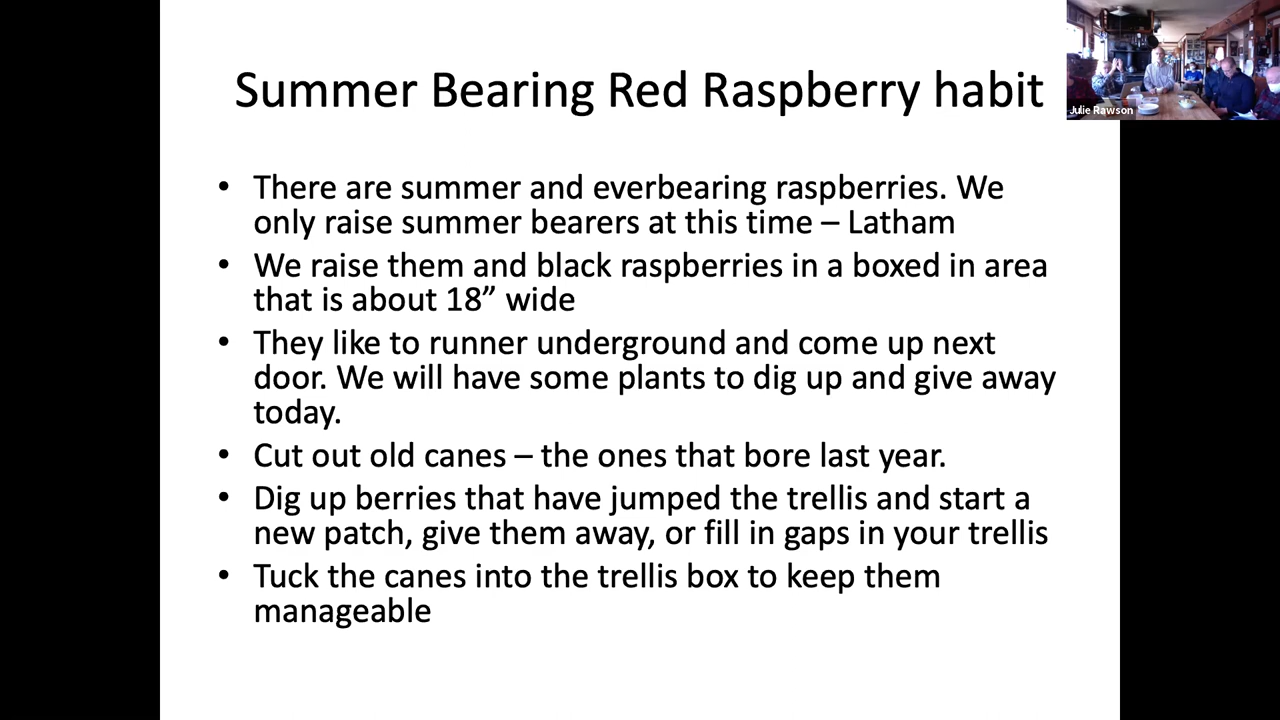 Summer Bearing Red Raspberry habit
Julie Rawson
• There are summer and everbearing raspberries. We
only raise summer bearers at this time – Latham
• We raise them and black raspberries in a boxed in area
that is about 18” wide
• They like to runner underground and come up next
door. We will have some plants to dig up and give away
today.
• Cut out old canes – the ones that bore last year.
• Dig up berries that have jumped the trellis and start a
new patch, give them away, or fill in gaps in your trellis
• Tuck the canes into the trellis box to keep them
manageable